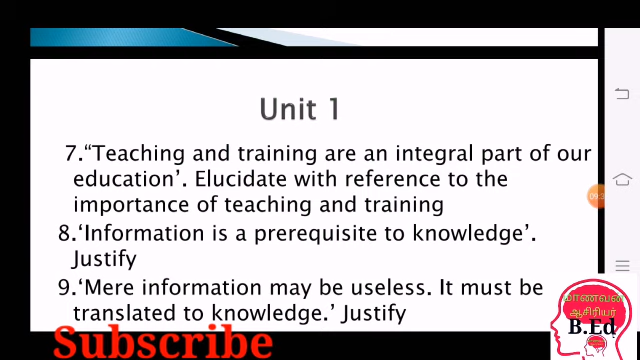 Unit 1
7.“Teaching and training are an integral part of our
education’. Elucidate with reference to the
importance of teaching and training
8.‘Information is a prerequisite to knowledge’.
Justify
9.‘Mere information may be useless. It must be
translated to knowledge.’ Justify
Subscribe
மாணவன்
ஆசிரியர்
B.Ed